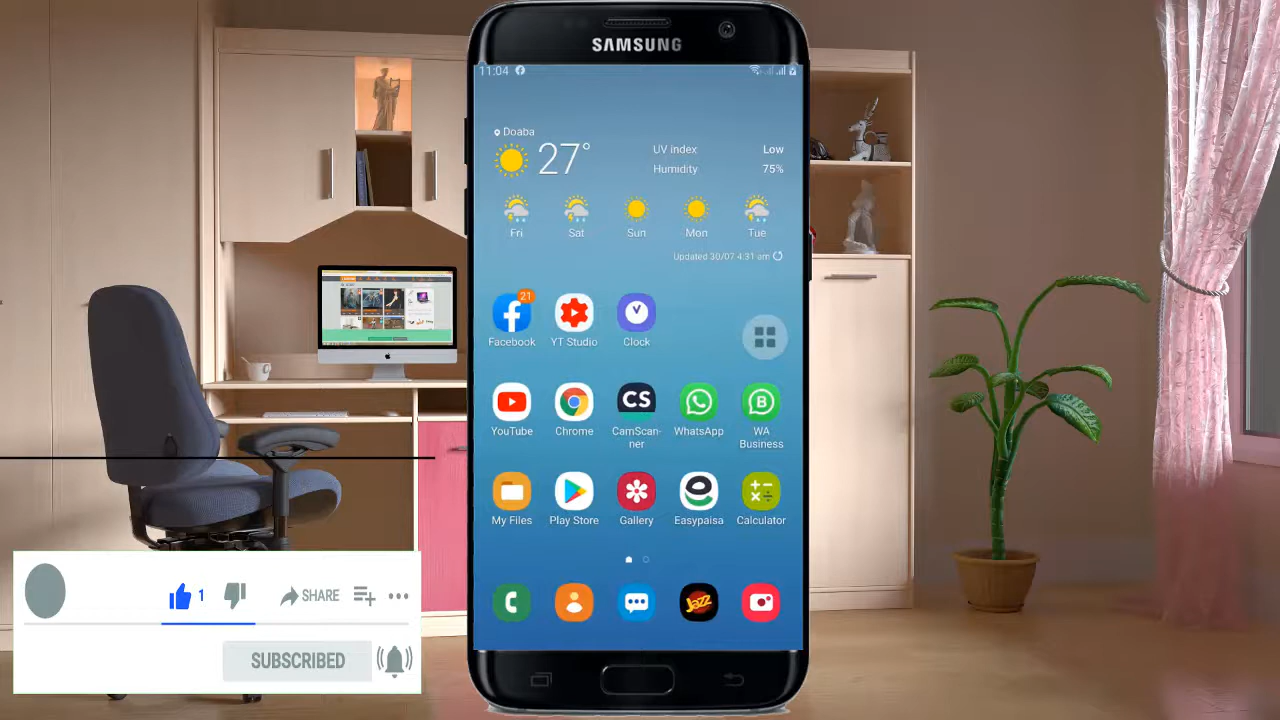 SAMSUNG
11:04
Doaba
27°
UV index Low
Humidity 75%
Fri Sat Sun Mon Tue
Updated 30/07 4:31 am
21
Facebook YT Studio Clock
CS
YouTube Chrome CamScan-
ner WhatsApp WA
Business
B
My Files Play Store Gallery Easypaisa Calculator
Jazz
1 SHARE
SUBSCRIBED